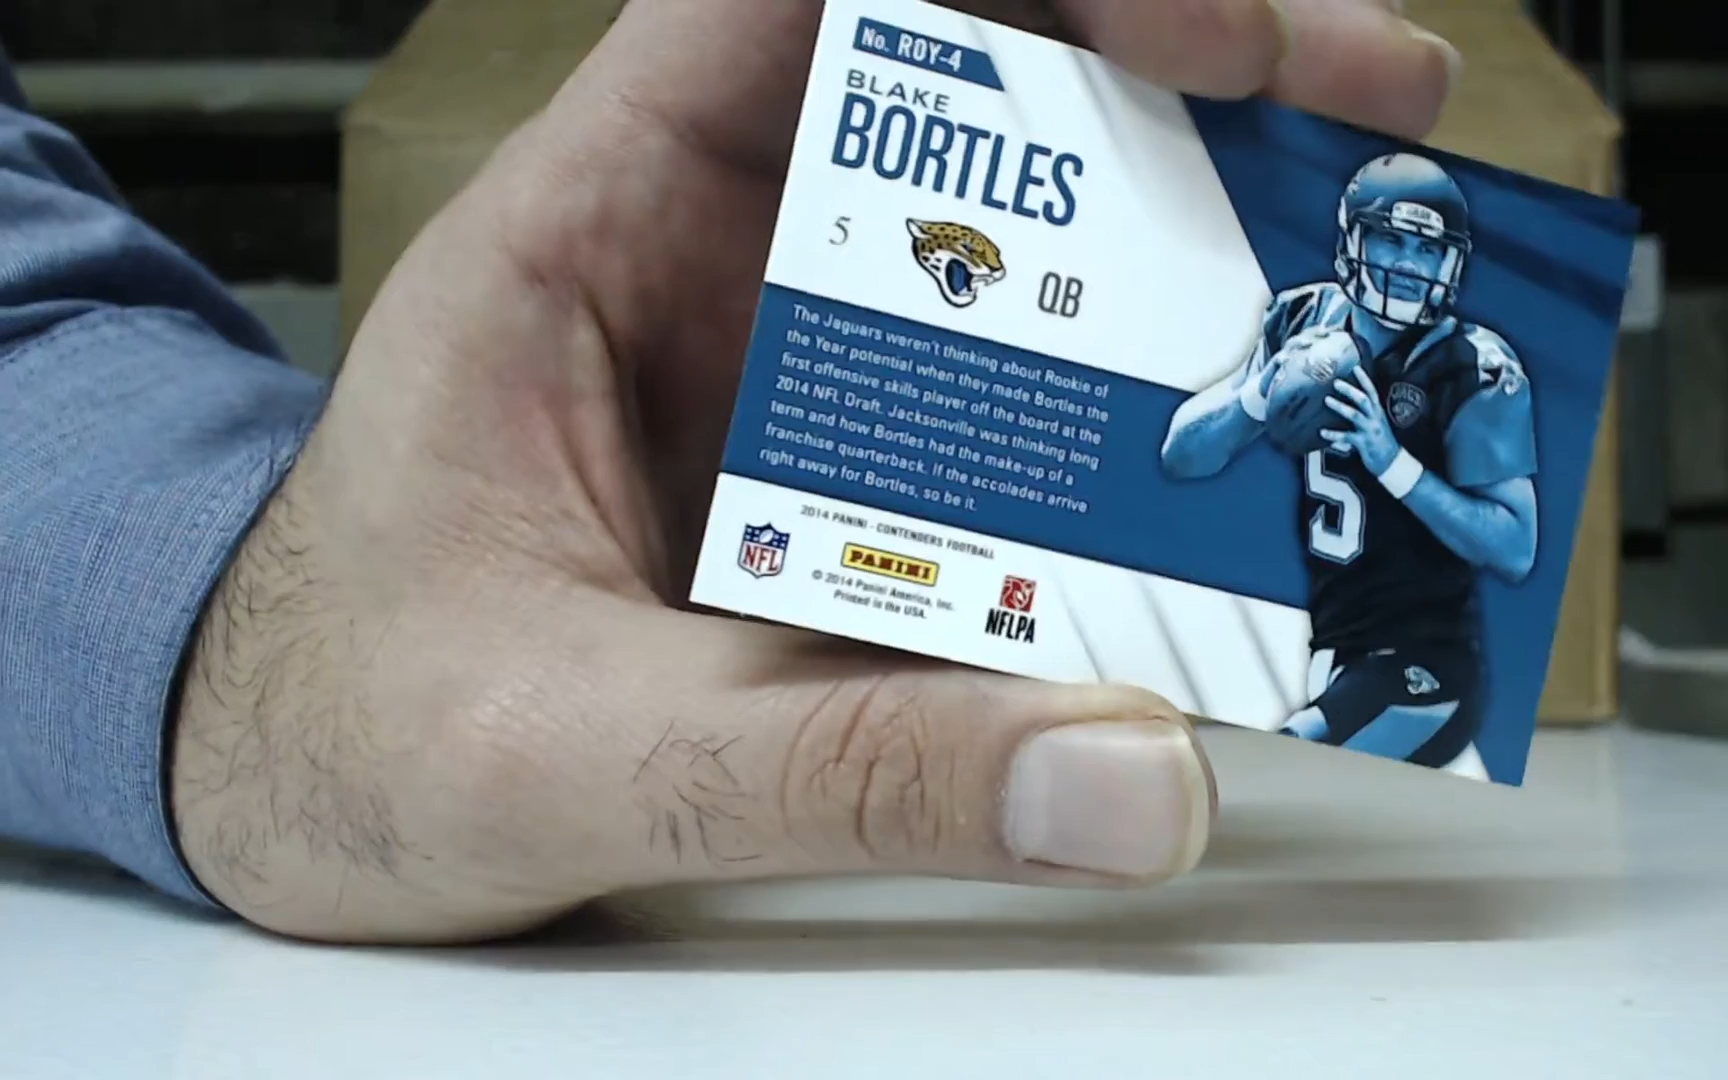 No. ROY-4
BLAKE
BORTLES
5
QB
The Jaguars weren't thinking about Rookie of
the Year potential when they made Bortles the
first offensive skills player off the board at the
2014 NFL Draft. Jacksonville was thinking long
term and how Bortles had the make-up of a
franchise quarterback. If the accolades arrive
right away for Bortles, so be it.
2014 PANINI - CONTENDERS FOOTBALL
NFL
PANINI
© 2014 Panini America, Inc.
Printed in the USA.
NFLPA
JAGS
5